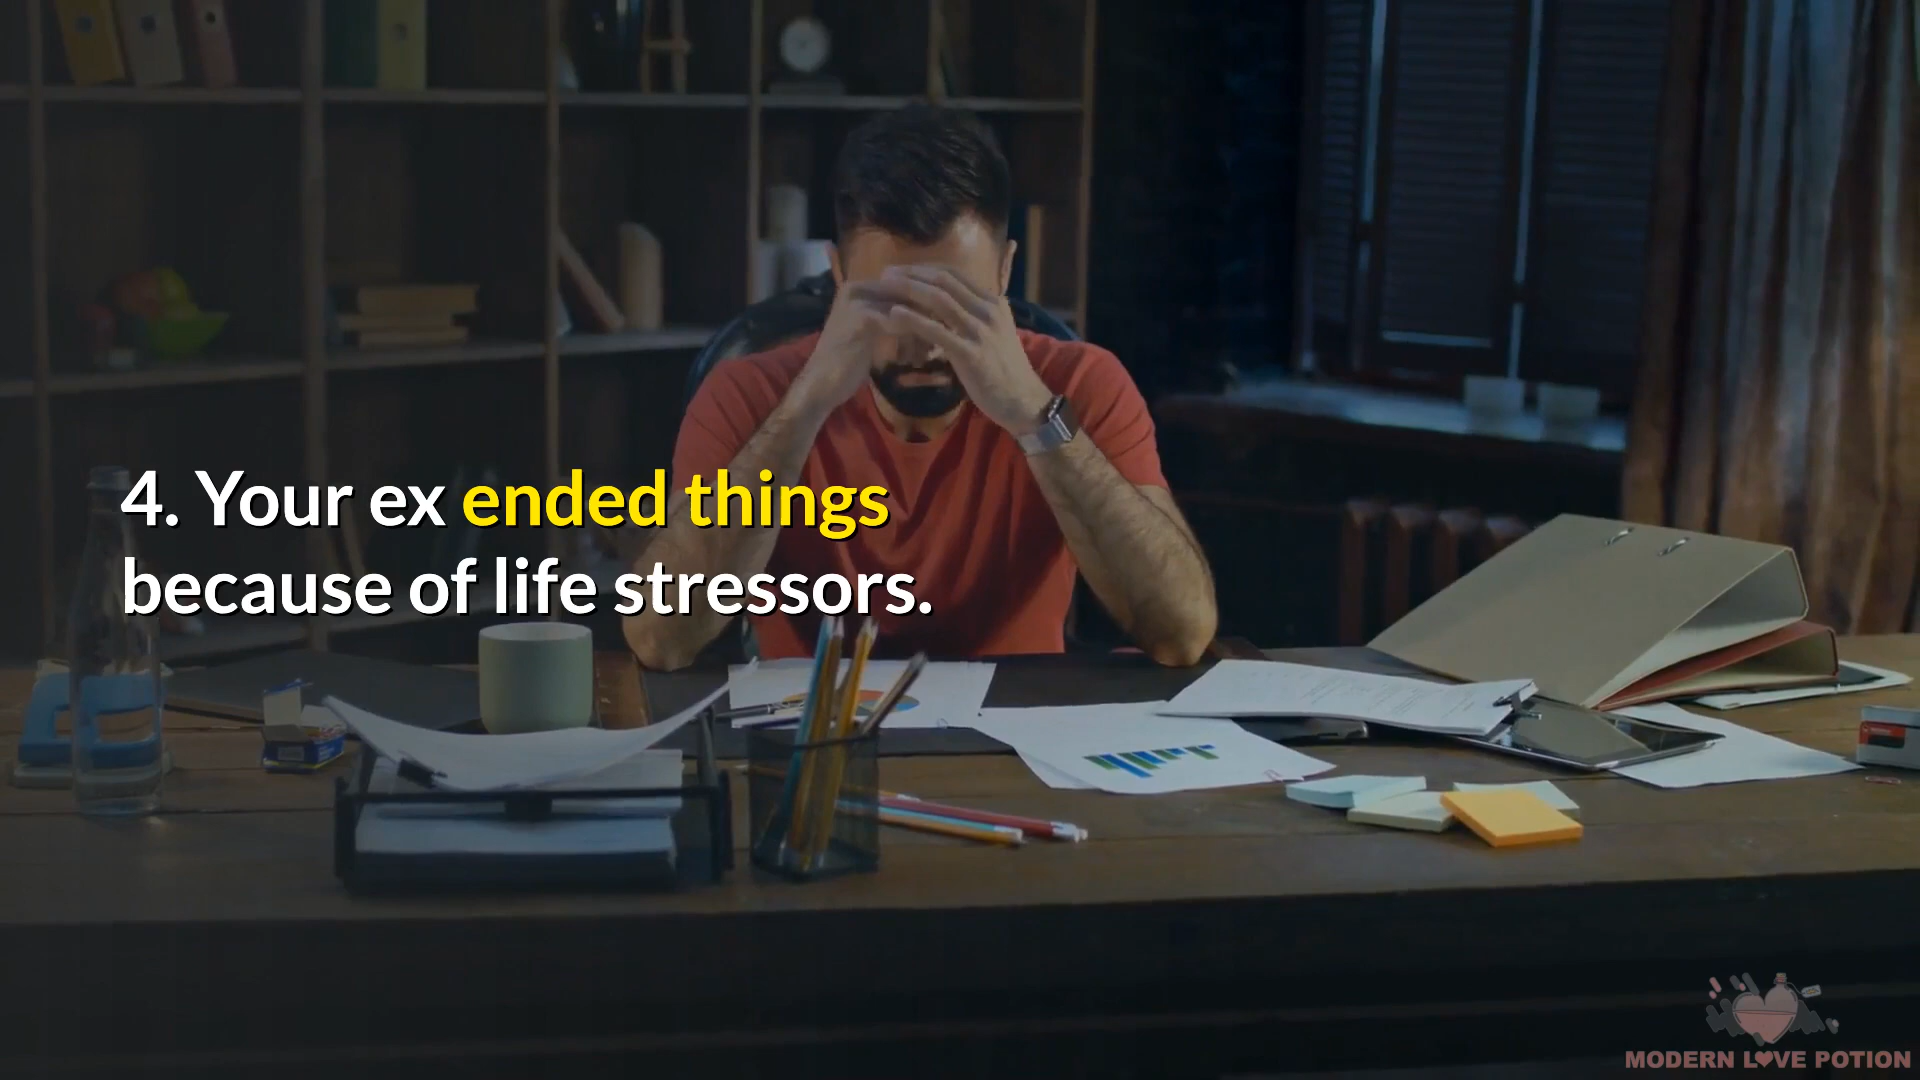 4. Your ex ended things
because of life stressors.
MODERN LOVE POTION